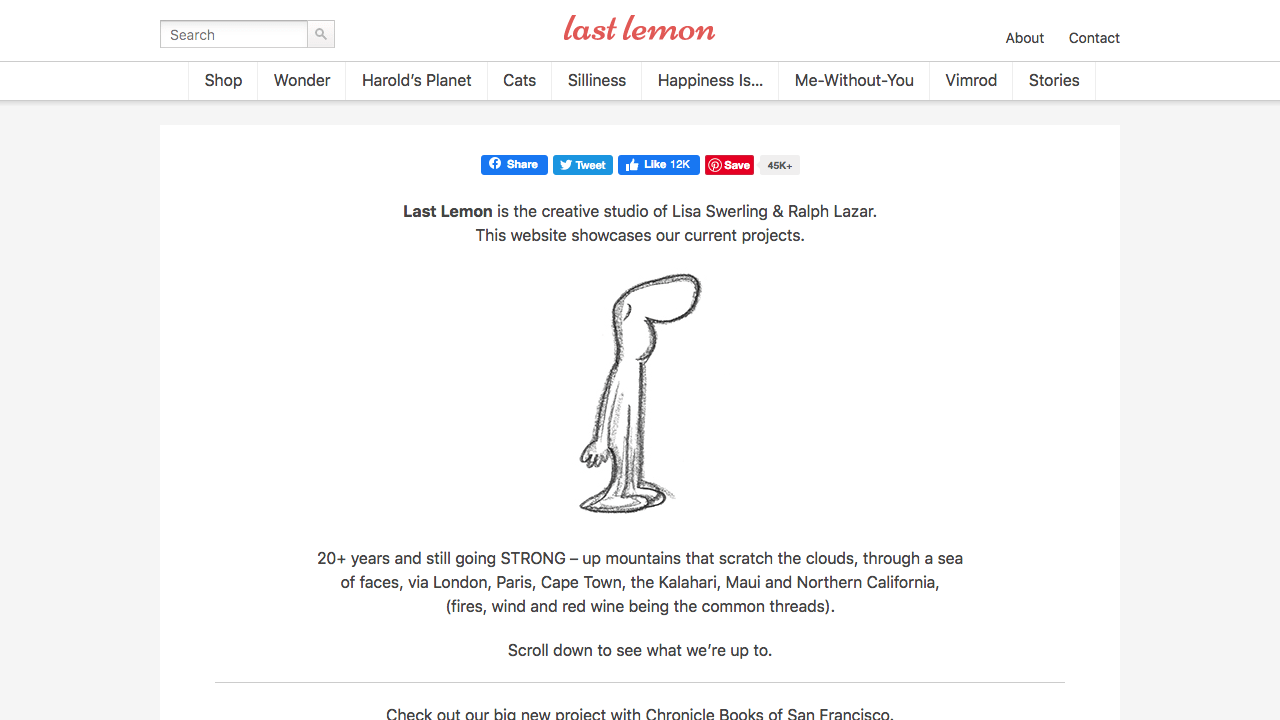 Search
last lemon
About
Contact
Shop
Wonder
Harold's Planet
Cats
Silliness
Happiness Is...
Me-Without-You
Vimrod
Stories
Share
Tweet
Like 12K
Save
45K+
Last Lemon is the creative studio of Lisa Swerling & Ralph Lazar.
This website showcases our current projects.
20+ years and still going STRONG – up mountains that scratch the clouds, through a sea
of faces, via London, Paris, Cape Town, the Kalahari, Maui and Northern California,
(fires, wind and red wine being the common threads).
Scroll down to see what we're up to.
Check out our big new project with Chronicle Books of San Francisco.